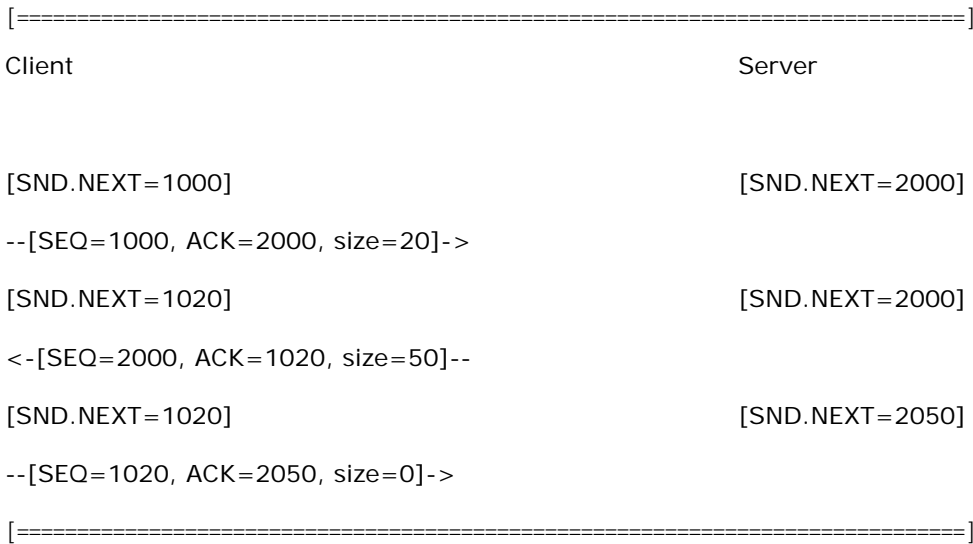 [===============================================================================]
Client Server
[SND.NEXT=1000] [SND.NEXT=2000]
--[SEQ=1000, ACK=2000, size=20]->
[SND.NEXT=1020] [SND.NEXT=2000]
<-[SEQ=2000, ACK=1020, size=50]--
[SND.NEXT=1020] [SND.NEXT=2050]
--[SEQ=1020, ACK=2050, size=0]->
[===============================================================================]